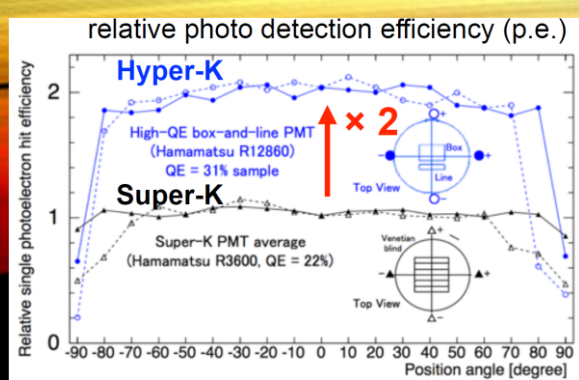 relative photo detection efficiency (p.e.)
Relative single photoelectron hit efficiency
2
1
0
Hyper-K
High-QE box-and-line PMT
(Hamamatsu R12860)
QE = 31% sample
× 2
+
Box
- +
Line
Top View -
Super-K
Super-K PMT average
(Hamamatsu R3600, QE = 22%)
Venetian
blind
+
- +
Top View
-
-90 -80 -70 -60 -50 -40 -30 -20 -10 0 10 20 30 40 50 60 70 80 90
Position angle [degree]